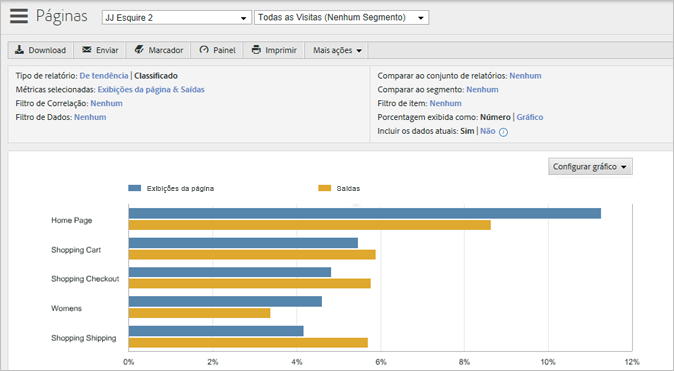 Páginas
JJ Esquire 2
Todas as Visitas (Nenhum Segmento)
Download
Enviar
Marcador
Painel
Imprimir
Mais ações
Tipo de relatório: De tendência | Classificado
Métricas selecionadas: Exibições da página & Saídas
Filtro de Correlação: Nenhum
Filtro de Dados: Nenhum
Comparar ao conjunto de relatórios: Nenhum
Comparar ao segmento: Nenhum
Filtro de item: Nenhum
Porcentagem exibida como: Número | Gráfico
Incluir os dados atuais: Sim | Não
Configurar gráfico
Exibições da página
Saídas
Home Page
Shopping Cart
Shopping Checkout
Womens
Shopping Shipping
0% 2% 4% 6% 8% 10% 12%